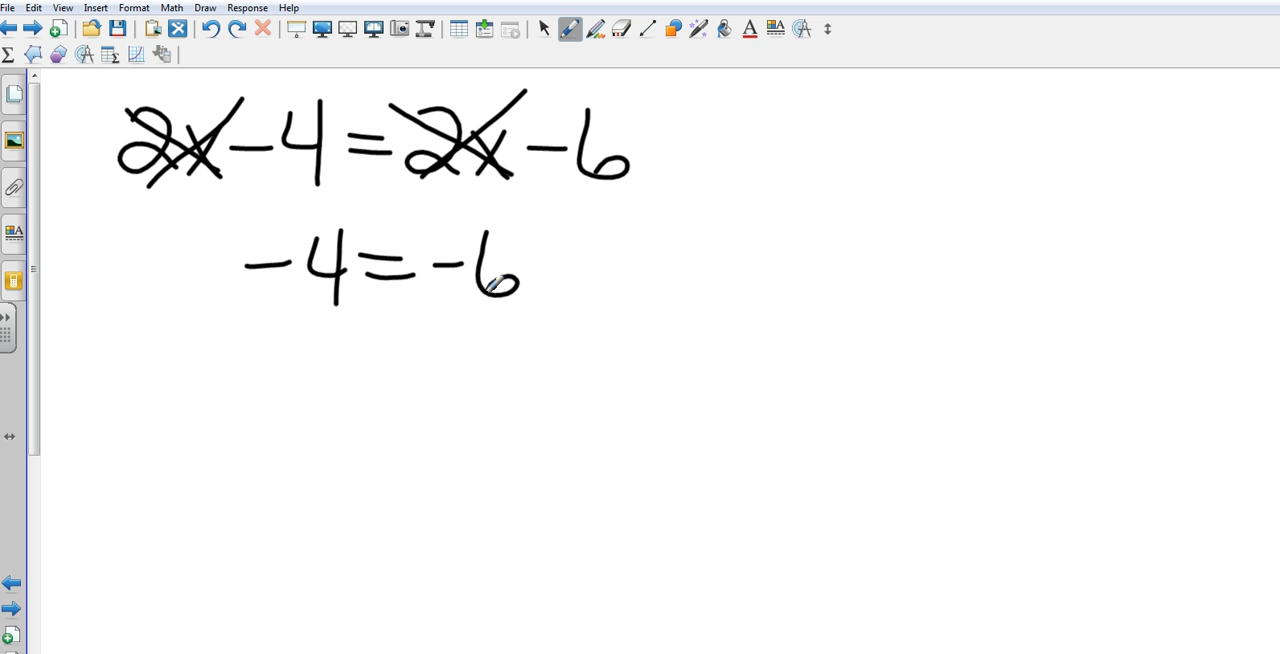 File Edit View Insert Format Math Draw Response Help
2x - 4 = 2x - 6
- 4 = - 6